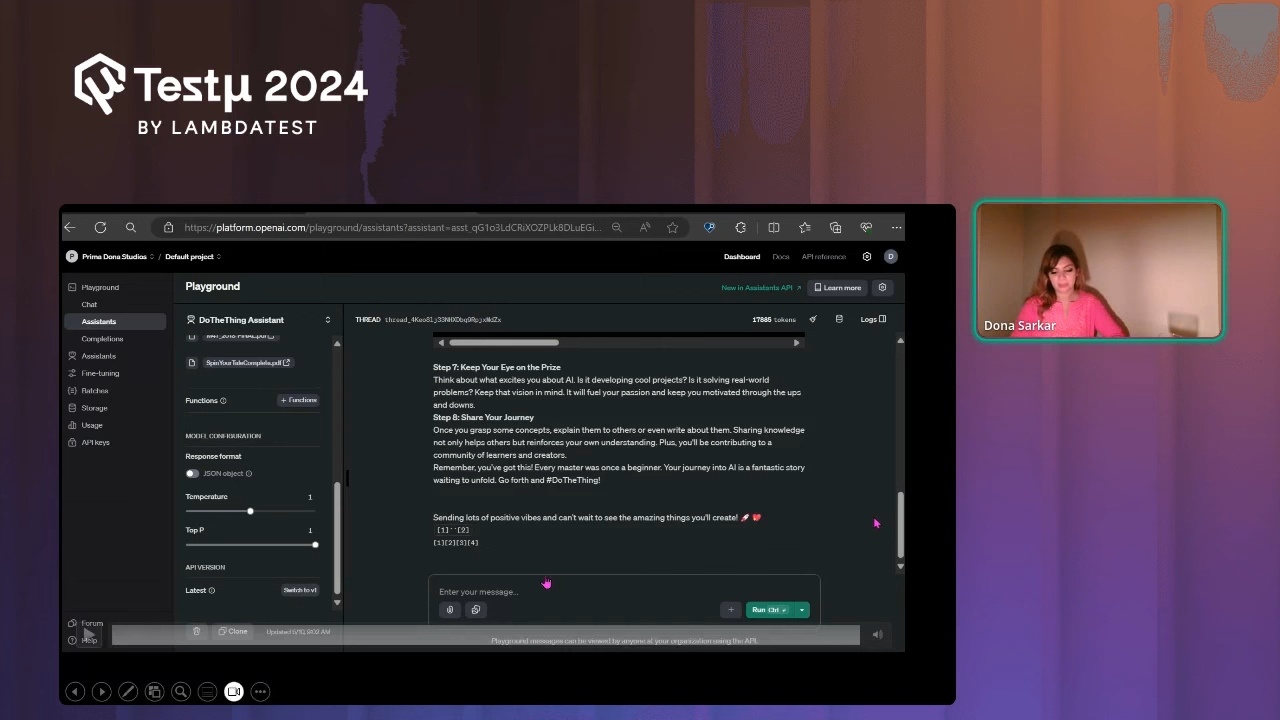 Testμ 2024
BY LAMBDATEST
https://platform.openai.com/playground/assistants?assistant=asst_qG1o3LdCRiXOZPLk8DLuEGi...
Prima Dona Studios / Default project
Dashboard
Docs
API reference
D
Playground
Chat
Assistants
Completions
Assistants
Fine-tuning
Batches
Storage
Usage
API keys
Forum
Help
Playground
New in Assistants API
Learn more
DoTheThing Assistant
SpinYourTaleComplete.pdf
Functions
+ Functions
MODEL CONFIGURATION
Response format
JSON object
Temperature 1
Top P 1
API VERSION
Latest
Switch to v1
Clone
Updated 5/10, 9:02 AM
THREAD
17885 tokens
Logs
Step 7: Keep Your Eye on the Prize
Think about what excites you about AI. Is it developing cool projects? Is it solving real-world
problems? Keep that vision in mind. It will fuel your passion and keep you motivated through the ups
and downs.
Step 8: Share Your Journey
Once you grasp some concepts, explain them to others or even write about them. Sharing knowledge
not only helps others but reinforces your own understanding. Plus, you'll be contributing to a
community of learners and creators.
Remember, you've got this! Every master was once a beginner. Your journey into AI is a fantastic story
waiting to unfold. Go forth and #DoTheThing!
Sending lots of positive vibes and can't wait to see the amazing things you'll create! 🚀 💖
[1]``[2]
[1][2][3][4]
Enter your message...
Run Ctrl
Playground messages can be viewed by anyone at your organization using the API.
Dona Sarkar